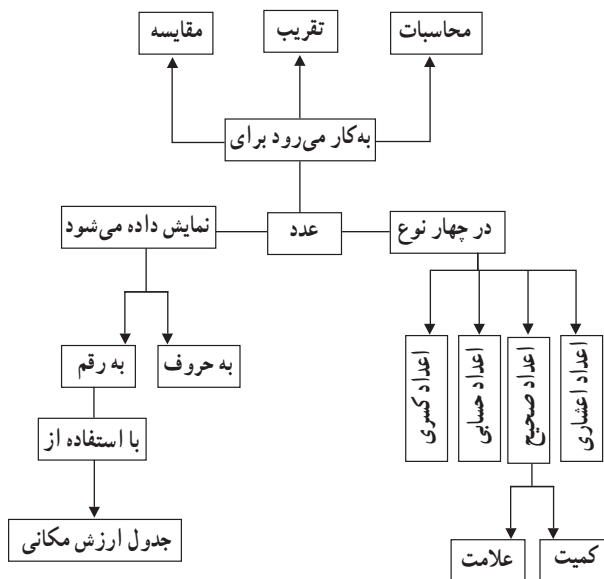 محاسبات
تقریب
مقایسه
به‌کار می‌رود برای
در چهار نوع
عدد
نمایش داده می‌شود
اعداد اعشاری
اعداد صحیح
اعداد حسابی
اعداد کسری
به حروف
به رقم
با استفاده از
کمیت
علامت
جدول ارزش مکانی